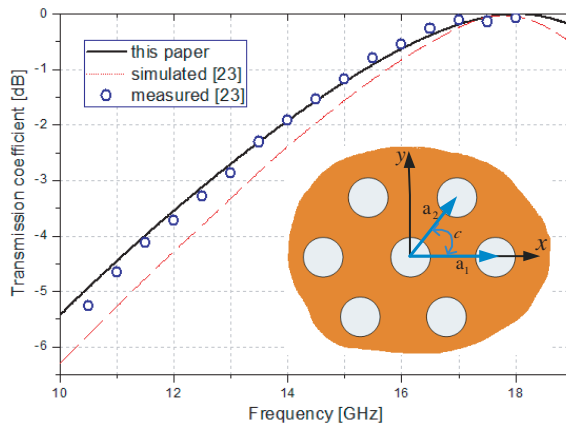 Transmission coefficient [dB]
0
-1
-2
-3
-4
-5
-6
this paper
simulated [23]
measured [23]
y
a2
c
x
a1
10 12 14 16 18
Frequency [GHz]